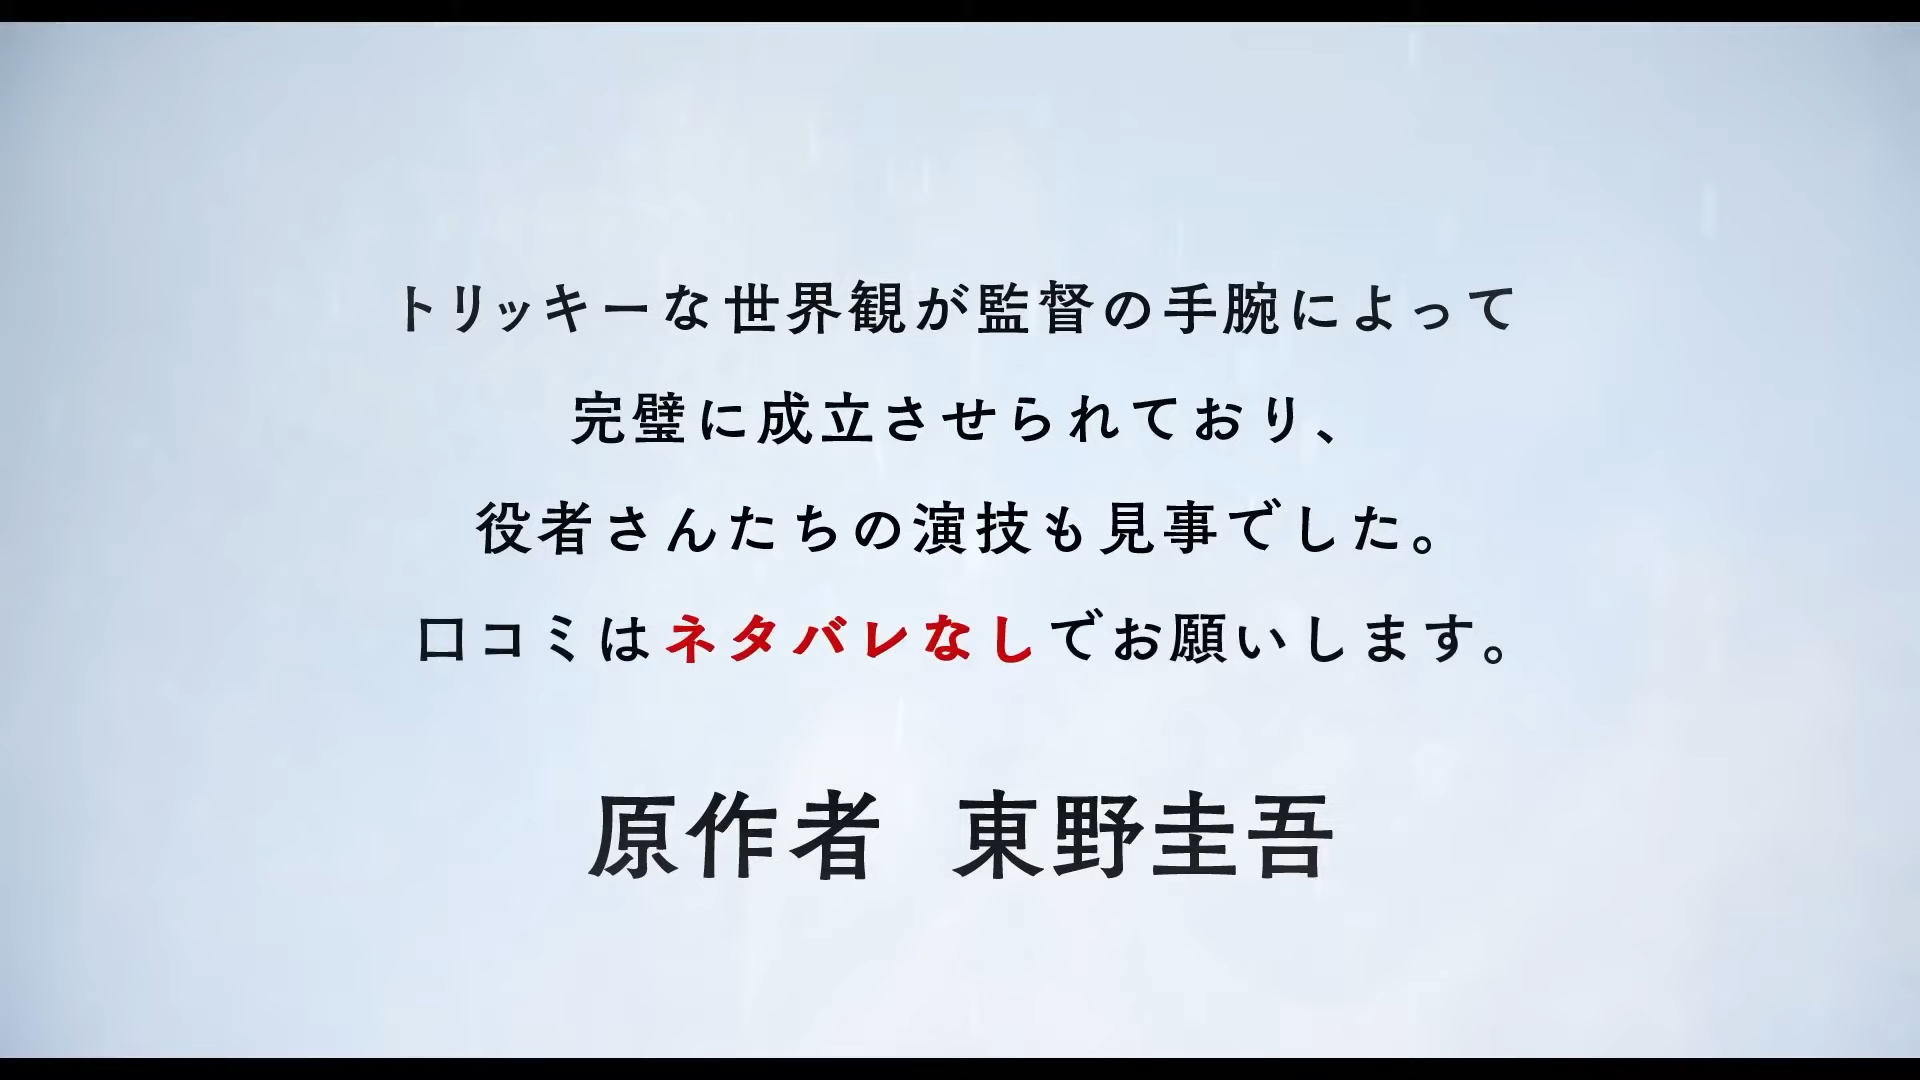 トリッキーな世界観が監督の手腕によって
完璧に成立させられており、
役者さんたちの演技も見事でした。
口コミはネタバレなしでお願いします。
原作者 東野圭吾